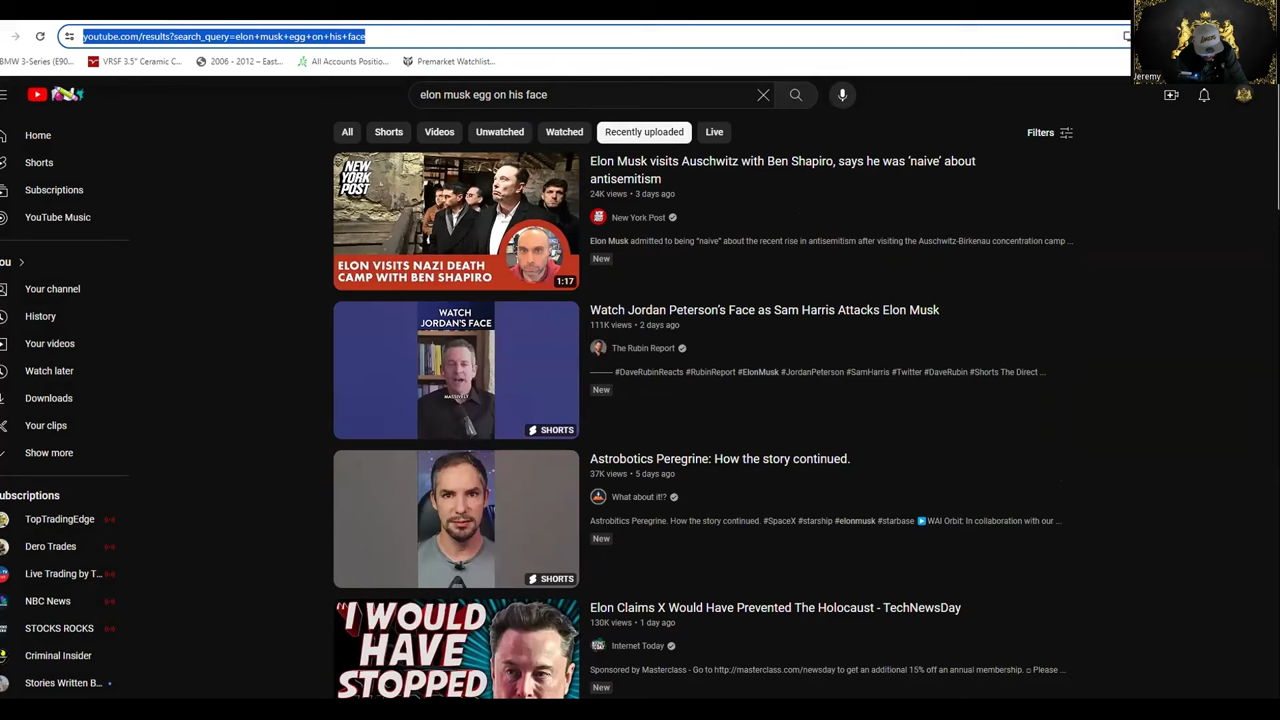 youtube.com/results?search_query=elon+musk+egg+on+his+face
BMW 3-Series (E90...
VRSF 3.5" Ceramic C...
2006 - 2012 – East...
All Accounts Positio...
Premarket Watchlist...
Jeremy
elon musk egg on his face
All
Shorts
Videos
Unwatched
Watched
Recently uploaded
Live
Filters
Home
Shorts
Subscriptions
YouTube Music
ou
Your channel
History
Your videos
Watch later
Downloads
Your clips
Show more
ubscriptions
TopTradingEdge
Dero Trades
Live Trading by T...
NBC News
STOCKS ROCKS
Criminal Insider
Stories Written B...
NEW
YORK
POST
ELON VISITS NAZI DEATH
CAMP WITH BEN SHAPIRO
1:17
Elon Musk visits Auschwitz with Ben Shapiro, says he was ‘naive’ about
antisemitism
24K views • 3 days ago
New York Post
Elon Musk admitted to being “naive” about the recent rise in antisemitism after visiting the Auschwitz-Birkenau concentration camp ...
New
WATCH
JORDAN'S FACE
MASSIVELY
SHORTS
Watch Jordan Peterson’s Face as Sam Harris Attacks Elon Musk
111K views • 2 days ago
The Rubin Report
——— #DaveRubinReacts #RubinReport #ElonMusk #JordanPeterson #SamHarris #Twitter #DaveRubin #Shorts The Direct ...
New
SHORTS
Astrobotics Peregrine: How the story continued.
37K views • 5 days ago
What about it!?
Astrobitics Peregrine. How the story continued. #SpaceX #starship #elonmusk #starbase ▶ WAI Orbit: In collaboration with our ...
New
"I WOULD
HAVE
STOPPED
Elon Claims X Would Have Prevented The Holocaust - TechNewsDay
130K views • 1 day ago
Internet Today
Sponsored by Masterclass - Go to http://masterclass.com/newsday to get an additional 15% off an annual membership. ▫ Please ...
New